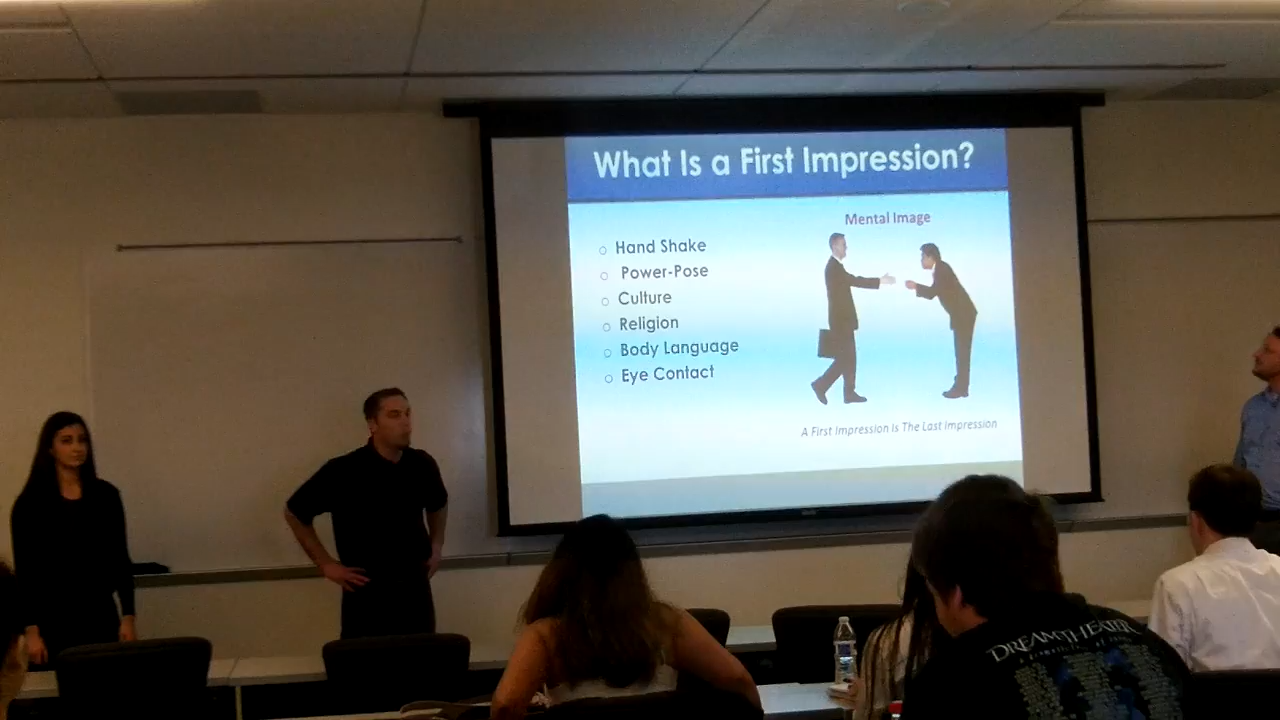 What Is a First Impression?
Mental Image
Hand Shake
Power-Pose
Culture
Religion
Body Language
Eye Contact
A First Impression Is The Last Impression
DREAM THEATER